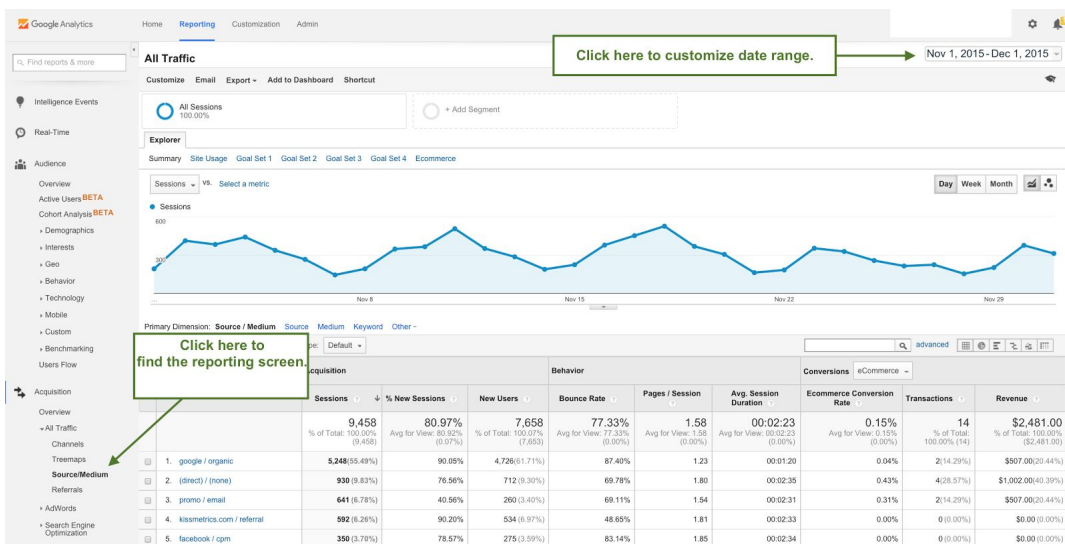 Google Analytics
Home Reporting Customization Admin
Find reports & more
All Traffic
Click here to customize date range.
Nov 1, 2015 - Dec 1, 2015
Customize Email Export Add to Dashboard Shortcut
Intelligence Events
All Sessions
100.00%
+ Add Segment
Real-Time
Explorer
Audience
Summary Site Usage Goal Set 1 Goal Set 2 Goal Set 3 Goal Set 4 Ecommerce
Overview
Active Users BETA
Cohort Analysis BETA
Demographics
Interests
Geo
Behavior
Technology
Mobile
Custom
Benchmarking
Users Flow
Sessions VS. Select a metric
Day Week Month
Sessions
600
300
... Nov 8 Nov 15 Nov 22 Nov 29
Primary Dimension: Source / Medium Source Medium Keyword Other
Click here to
find the reporting screen.
Default
advanced
Acquisition
Overview
All Traffic
Channels
Treemaps
Source/Medium
Referrals
AdWords
Search Engine
Optimization
Acquisition Behavior Conversions eCommerce
Sessions % New Sessions New Users Bounce Rate Pages / Session Avg. Session Duration Ecommerce Conversion Rate Transactions Revenue
9,458 80.97% 7,658 77.33% 1.58 00:02:23 0.15% 14 $2,481.00
% of Total: 100.00% (9,458) Avg for View: 80.92% (0.07%) % of Total: 100.07% (7,653) Avg for View: 77.33% (0.00%) Avg for View: 1.58 (0.00%) Avg for View: 00:02:23 (0.00%) Avg for View: 0.15% (0.00%) % of Total: 100.00% (14) % of Total: 100.00% ($2,481.00)
1. google / organic 5,248 (55.49%) 90.05% 4,726 (61.71%) 87.40% 1.23 00:01:20 0.04% 2 (14.29%) $507.00 (20.44%)
2. (direct) / (none) 930 (9.83%) 76.56% 712 (9.30%) 69.78% 1.80 00:02:35 0.43% 4 (28.57%) $1,002.00 (40.39%)
3. promo / email 641 (6.78%) 40.56% 260 (3.40%) 69.11% 1.54 00:02:31 0.31% 2 (14.29%) $507.00 (20.44%)
4. kissmetrics.com / referral 592 (6.26%) 90.20% 534 (6.97%) 48.65% 1.81 00:02:33 0.00% 0 (0.00%) $0.00 (0.00%)
5. facebook / cpm 350 (3.70%) 78.57% 275 (3.59%) 83.14% 1.85 00:02:34 0.00% 0 (0.00%) $0.00 (0.00%)